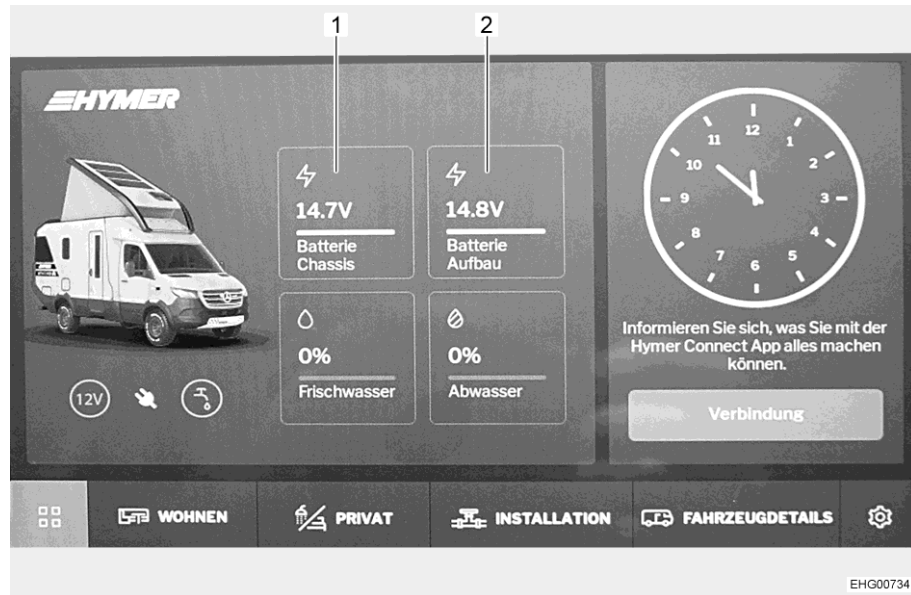 1 2
HYMER
14.7V
Batterie
Chassis
14.8V
Batterie
Aufbau
0%
Frischwasser
0%
Abwasser
12V
12
1
2
3
4
5
6
7
8
9
10
11
Informieren Sie sich, was Sie mit der
Hymer Connect App alles machen
können.
Verbindung
WOHNEN PRIVAT INSTALLATION FAHRZEUGDETAILS
EHG00734